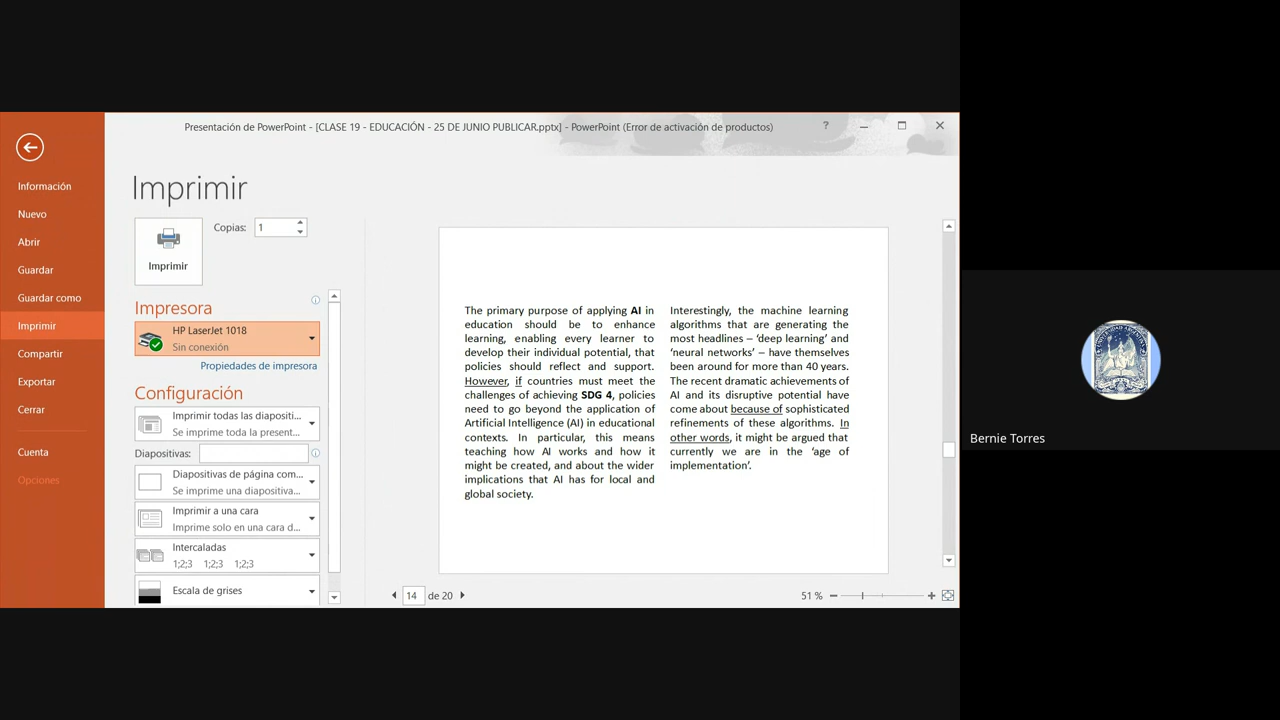 Presentación de PowerPoint - [CLASE 19 - EDUCACIÓN - 25 DE JUNIO PUBLICAR.pptx] - PowerPoint (Error de activación de productos)
?
Información
Nuevo
Abrir
Guardar
Guardar como
Imprimir
Compartir
Exportar
Cerrar
Cuenta
Opciones
Imprimir
Imprimir
Copias: 1
Impresora
HP LaserJet 1018
Sin conexión
Propiedades de impresora
Configuración
Imprimir todas las diapositi...
Se imprime toda la present...
Diapositivas:
Diapositivas de página com...
Se imprime una diapositiva...
Imprimir a una cara
Imprime solo en una cara d...
Intercaladas
1;2;3 1;2;3 1;2;3
Escala de grises
The primary purpose of applying AI in
education should be to enhance
learning, enabling every learner to
develop their individual potential, that
policies should reflect and support.
However, if countries must meet the
challenges of achieving SDG 4, policies
need to go beyond the application of
Artificial Intelligence (AI) in educational
contexts. In particular, this means
teaching how AI works and how it
might be created, and about the wider
implications that AI has for local and
global society.
Interestingly, the machine learning
algorithms that are generating the
most headlines – ‘deep learning’ and
‘neural networks’ – have themselves
been around for more than 40 years.
The recent dramatic achievements of
AI and its disruptive potential have
come about because of sophisticated
refinements of these algorithms. In
other words, it might be argued that
currently we are in the ‘age of
implementation’.
14 de 20
51 %
Bernie Torres